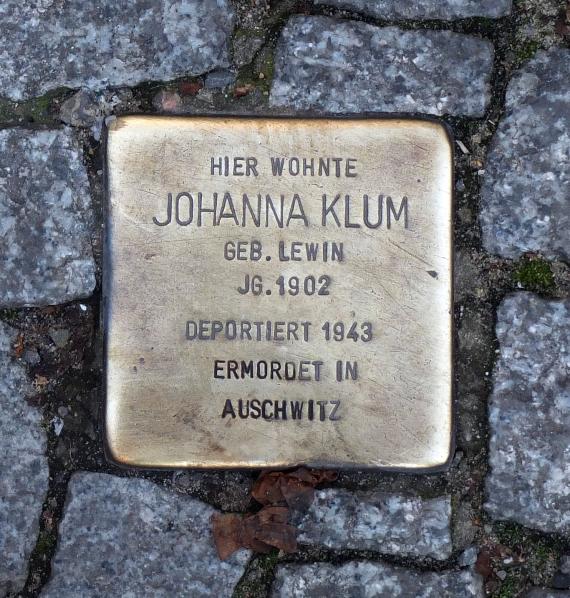 HIER WOHNTE
JOHANNA KLUM
GEB. LEWIN
JG. 1902
DEPORTIERT 1943
ERMORDET IN
AUSCHWITZ